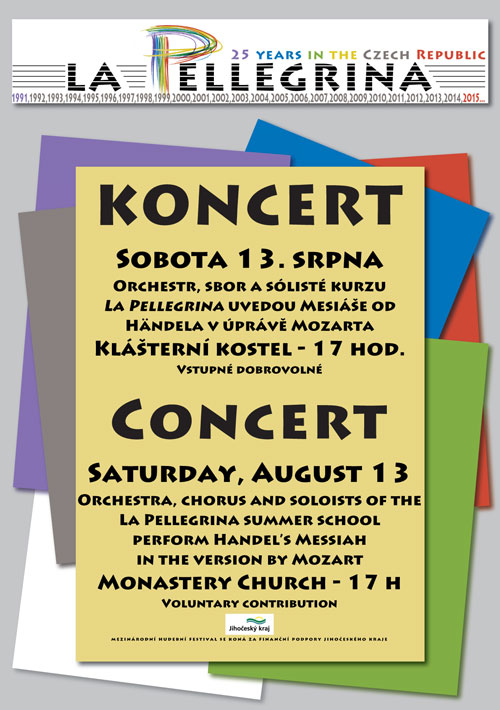 25 years in the Czech Republic
La Pellegrina
1991,1992,1993,1994,1995,1996,1997,1998,1999,2000,2001,2002,2003,2004,2005,2006,2007,2008,2009,2010,2011,2012,2013,2014,2015...
Koncert
Sobota 13. srpna
Orchestr, sbor a sólisté kurzu
La Pellegrina uvedou Mesiáše od
Händela v úprávě Mozarta
Klášterní kostel - 17 hod.
Vstupné dobrovolné
Concert
Saturday, August 13
Orchestra, chorus and soloists of the
La Pellegrina summer school
perform Handel's Messiah
in the version by Mozart
Monastery Church - 17 h
Voluntary contribution
Jihočeský kraj
Mezinárodní hudební festival se koná za finanční podpory Jihočeského kraje